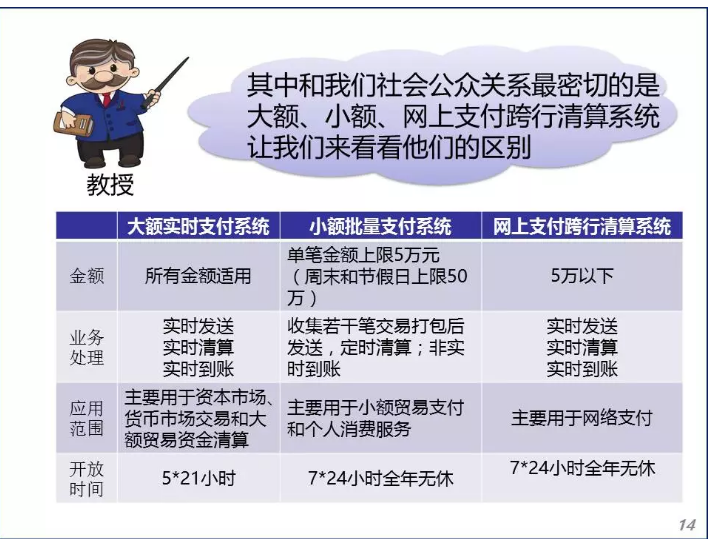 其中和我们社会公众关系最密切的是
大额、小额、网上支付跨行清算系统
让我们来看看他们的区别
教授
大额实时支付系统 小额批量支付系统 网上支付跨行清算系统
金额
所有金额适用
单笔金额上限5万元
（周末和节假日上限50
万）
5万以下
业务
处理
实时发送
实时清算
实时到账
收集若干笔交易打包后
发送，定时清算；非实
时到账
实时发送
实时清算
实时到账
应用
范围
主要用于资本市场、
货币市场交易和大
额贸易资金清算
主要用于小额贸易支付
和个人消费服务
主要用于网络支付
开放
时间
5*21小时
7*24小时全年无休
7*24小时全年无休
14